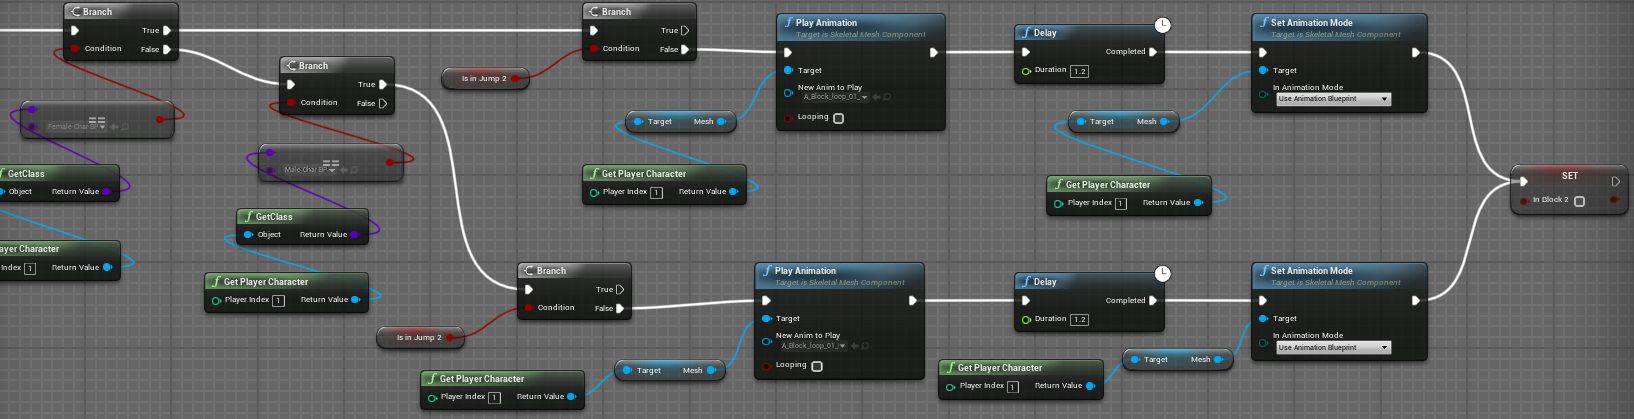 Branch
True
Condition
False
Female Char BP
==
GetClass
Object
Return Value
ayer Character
Index 1
Return Value
Branch
True
Condition
False
==
Male Char BP
GetClass
Object
Return Value
Get Player Character
Player Index 1
Return Value
Branch
True
Condition
False
Is in Jump 2
Play Animation
Target is Skeletal Mesh Component
Target
New Anim to Play
A_Block_loop_01_
Looping
Target
Mesh
Get Player Character
Player Index 1
Return Value
Delay
Completed
Duration 1.2
Set Animation Mode
Target is Skeletal Mesh Component
Target
In Animation Mode
Use Animation Blueprint
Target
Mesh
Get Player Character
Player Index 1
Return Value
SET
In Block 2
Branch
True
Condition
False
Is in Jump 2
Play Animation
Target is Skeletal Mesh Component
Target
New Anim to Play
A_Block_loop_01_
Looping
Target
Mesh
Get Player Character
Player Index 1
Return Value
Delay
Completed
Duration 1.2
Set Animation Mode
Target is Skeletal Mesh Component
Target
In Animation Mode
Use Animation Blueprint
Target
Mesh
Get Player Character
Player Index 1
Return Value